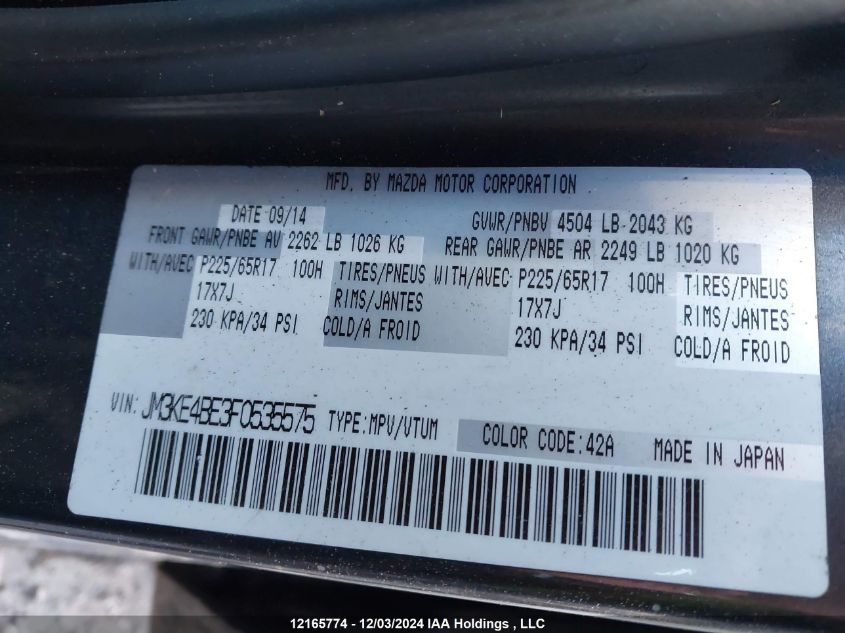 MFD. BY MAZDA MOTOR CORPORATION
DATE 09/14 GVWR/PNBV 4504 LB 2043 KG
FRONT GAWR/PNBE AV 2262 LB 1026 KG REAR GAWR/PNBE AR 2249 LB 1020 KG
WITH/AVEC P225/65R17 100H TIRES/PNEUS WITH/AVEC P225/65R17 100H TIRES/PNEUS
17X7J RIMS/JANTES 17X7J RIMS/JANTES
230 KPA/34 PSI COLD/A FROID 230 KPA/34 PSI COLD/A FROID
VIN: JM3KE4BE3F0535575 TYPE:MPV/VTUM COLOR CODE:42A MADE IN JAPAN
12165774 - 12/03/2024 IAA Holdings, LLC